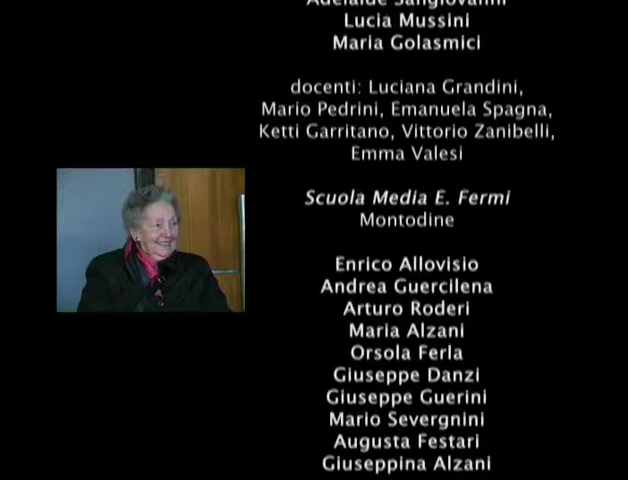 Adelaide Sangiovanni
Lucia Mussini
Maria Golasmici
docenti: Luciana Grandini,
Mario Pedrini, Emanuela Spagna,
Ketti Garritano, Vittorio Zanibelli,
Emma Valesi
Scuola Media E. Fermi
Montodine
Enrico Allovisio
Andrea Guercilena
Arturo Roderi
Maria Alzani
Orsola Ferla
Giuseppe Danzi
Giuseppe Guerini
Mario Severgnini
Augusta Festari
Giuseppina Alzani